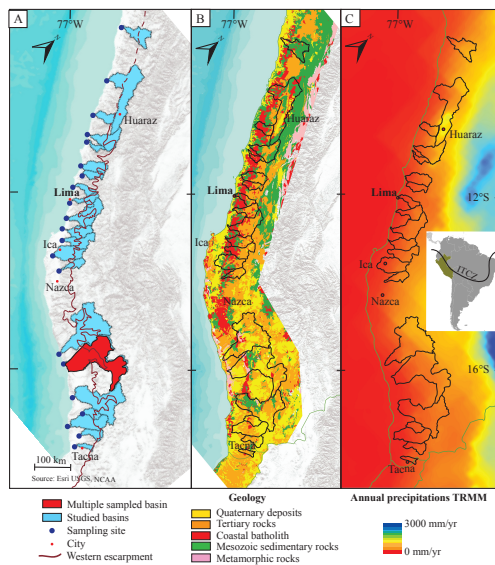 A
77°W
N
Huaraz
Lima
Ica
Nazca
Tacna
100 km
Source: Esri USGS, NCAA
B
N
Huaraz
Lima
Ica
Nazca
Tacna
C
77°W
N
Huaraz
Lima
12°S
Ica
ITCZ
Nazca
16°S
Tacna
Multiple sampled basin
Studied basins
Sampling site
City
Western escarpment
Geology
Quaternary deposits
Tertiary rocks
Coastal batholith
Mesozoic sedimentary rocks
Metamorphic rocks
Annual precipitations TRMM
3000 mm/yr
0 mm/yr